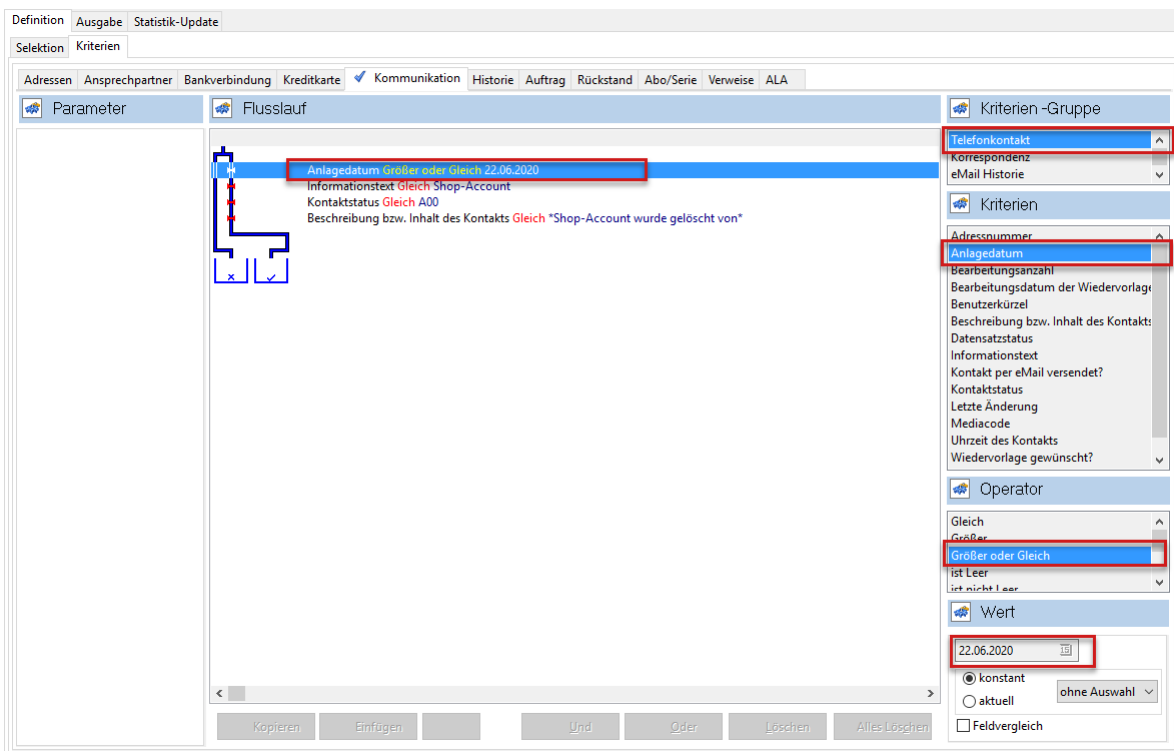 Definition Ausgabe Statistik-Update
Selektion Kriterien
Adressen Ansprechpartner Bankverbindung Kreditkarte Kommunikation Historie Auftrag Rückstand Abo/Serie Verweise ALA
Parameter
Flusslauf
Anlagedatum Größer oder Gleich 22.06.2020
Informationstext Gleich Shop-Account
Kontaktstatus Gleich A00
Beschreibung bzw. Inhalt des Kontakts Gleich *Shop-Account wurde gelöscht von*
Kopieren Einfügen Und Oder Löschen Alles Löschen
Kriterien -Gruppe
Telefonkontakt
Korrespondenz
eMail Historie
Kriterien
Adressnummer
Anlagedatum
Bearbeitungsanzahl
Bearbeitungsdatum der Wiedervorlage
Benutzerkürzel
Beschreibung bzw. Inhalt des Kontakts
Datensatzstatus
Informationstext
Kontakt per eMail versendet?
Kontaktstatus
Letzte Änderung
Mediacode
Uhrzeit des Kontakts
Wiedervorlage gewünscht?
Operator
Gleich
Größer
Größer oder Gleich
ist Leer
ist nicht Leer
Wert
22.06.2020 15
konstant
ohne Auswahl
aktuell
Feldvergleich